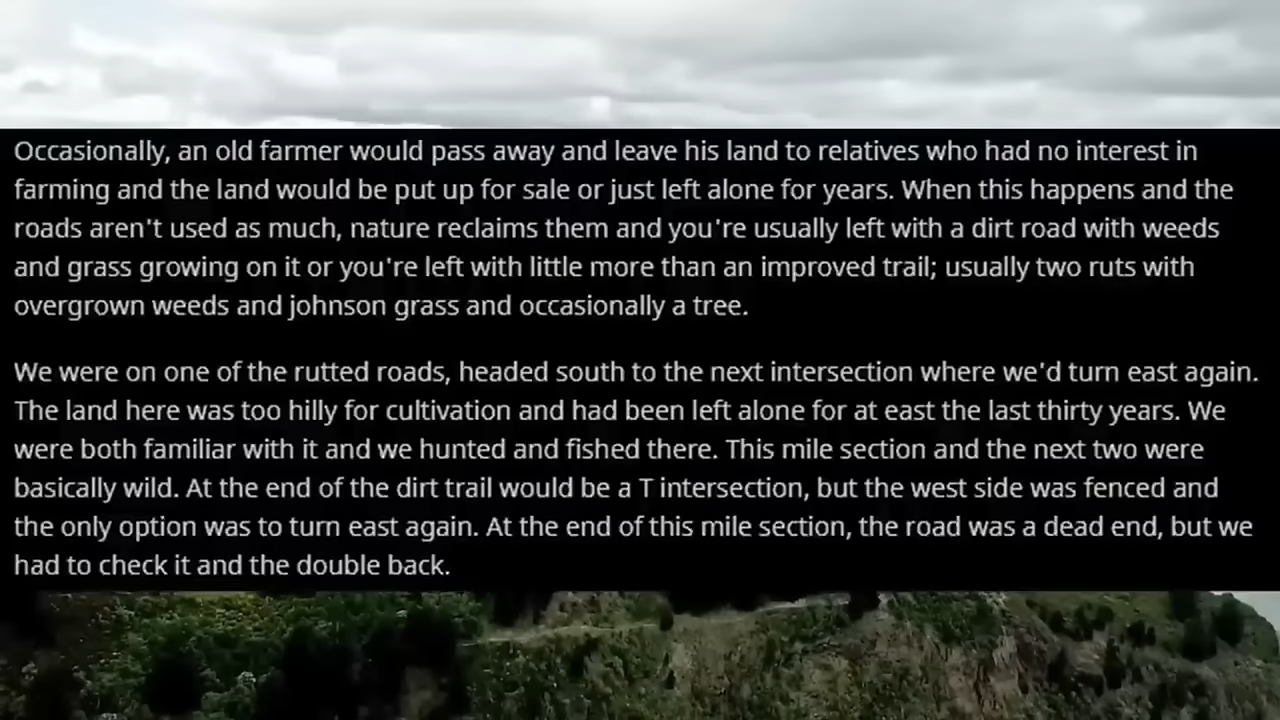 Occasionally, an old farmer would pass away and leave his land to relatives who had no interest in
farming and the land would be put up for sale or just left alone for years. When this happens and the
roads aren't used as much, nature reclaims them and you're usually left with a dirt road with weeds
and grass growing on it or you're left with little more than an improved trail; usually two ruts with
overgrown weeds and johnson grass and occasionally a tree.
We were on one of the rutted roads, headed south to the next intersection where we'd turn east again.
The land here was too hilly for cultivation and had been left alone for at east the last thirty years. We
were both familiar with it and we hunted and fished there. This mile section and the next two were
basically wild. At the end of the dirt trail would be a T intersection, but the west side was fenced and
the only option was to turn east again. At the end of this mile section, the road was a dead end, but we
had to check it and the double back.